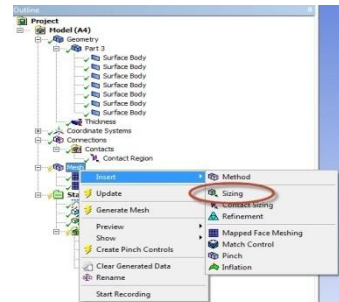 Outline
Project
Model (A4)
Geometry
Part 3
Surface Body
Surface Body
Surface Body
Surface Body
Surface Body
Surface Body
Thickness
Coordinate Systems
Connections
Contacts
Contact Region
Mesh
Insert
Method
Sizing
Contact Sizing
Refinement
Mapped Face Meshing
Match Control
Pinch
Inflation
Sta
Update
Generate Mesh
Preview
Show
Create Pinch Controls
Clear Generated Data
Rename
Start Recording